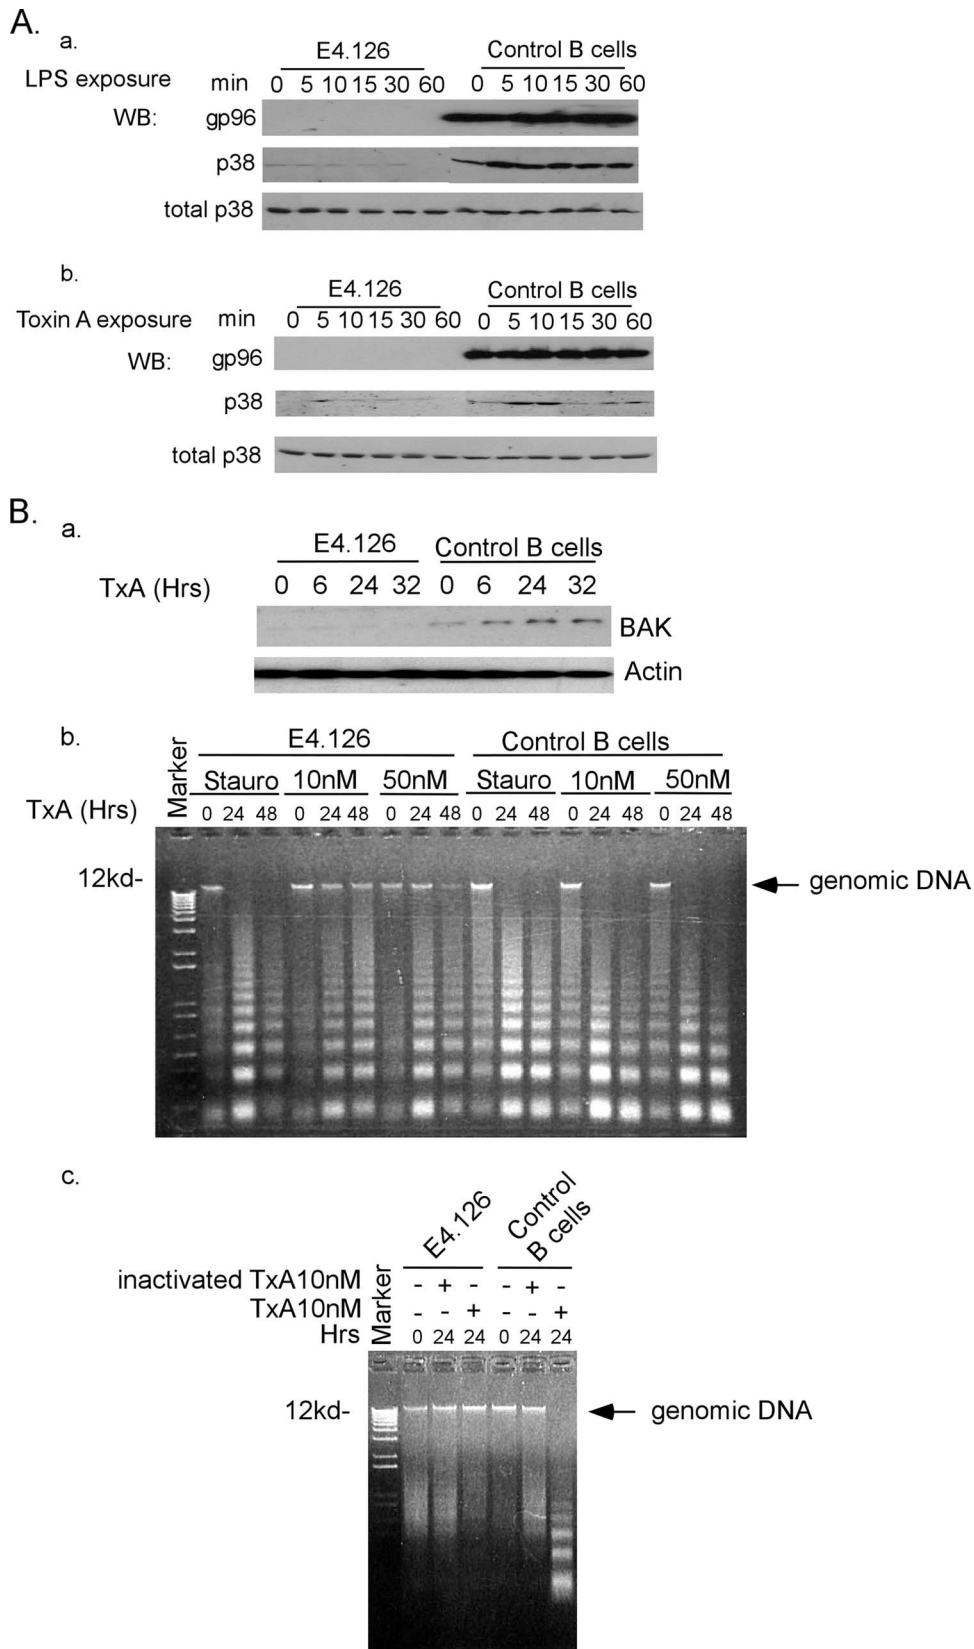 A.
a.
E4.126 Control B cells
LPS exposure min 0 5 10 15 30 60 0 5 10 15 30 60
WB: gp96
p38
total p38
b.
E4.126 Control B cells
Toxin A exposure min 0 5 10 15 30 60 0 5 10 15 30 60
WB: gp96
p38
total p38
B.
a.
E4.126 Control B cells
TxA (Hrs) 0 6 24 32 0 6 24 32
BAK
Actin
b.
Marker
E4.126 Control B cells
Stauro 10nM 50nM Stauro 10nM 50nM
TxA (Hrs) 0 24 48 0 24 48 0 24 48 0 24 48 0 24 48 0 24 48
12kd- genomic DNA
c.
Marker
E4.126 Control B cells
inactivated TxA10nM - + - - + -
TxA10nM - - + - - +
Hrs 0 24 24 0 24 24
12kd- genomic DNA